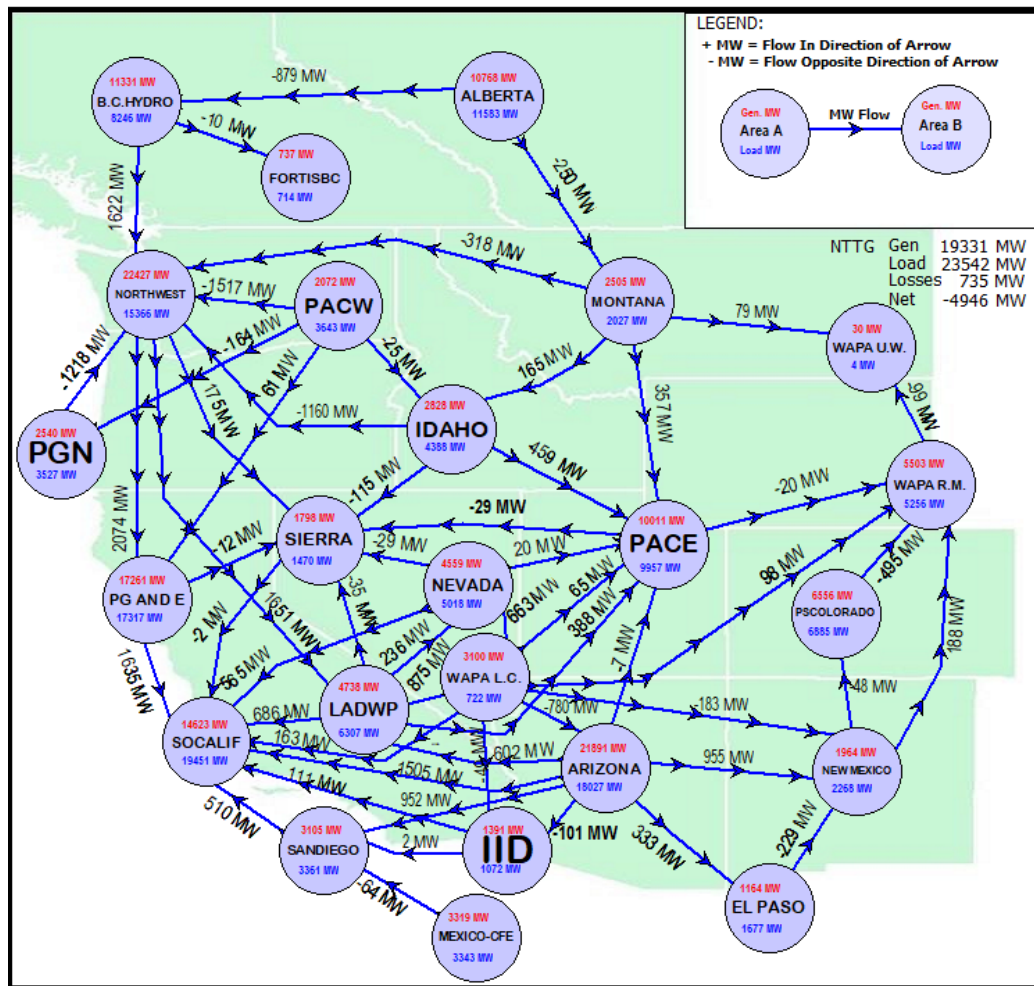 LEGEND:
+ MW = Flow In Direction of Arrow
- MW = Flow Opposite Direction of Arrow
Gen. MW
Area A
Load MW
MW Flow
Gen. MW
Area B
Load MW
NTTG Gen 19331 MW
Load 23542 MW
Losses 735 MW
Net -4946 MW
11331 MW
B.C.HYDRO
8246 MW
-879 MW
10768 MW
ALBERTA
11583 MW
-10 MW
737 MW
FORTISBC
714 MW
-250 MW
1622 MW
-318 MW
22427 MW
NORTHWEST
15366 MW
-1517 MW
2072 MW
PACW
3643 MW
2505 MW
MONTANA
2027 MW
79 MW
30 MW
WAPA U.W.
4 MW
-164 MW
-25 MW
-1218 MW
61 MW
175 MW
165 MW
357 MW
-99 MW
-1160 MW
2828 MW
IDAHO
4388 MW
2540 MW
PGN
3527 MW
459 MW
-115 MW
5503 MW
WAPA R.M.
5256 MW
-20 MW
2074 MW
-12 MW
1798 MW
SIERRA
1470 MW
-29 MW
-29 MW
20 MW
10011 MW
PACE
9957 MW
4559 MW
NEVADA
5018 MW
98 MW
-495 MW
17261 MW
PG AND E
17317 MW
663 MW
65 MW
388 MW
6556 MW
PSCOLORADO
6885 MW
-2 MW
1651 MW
-35 MW
236 MW
875 MW
-7 MW
188 MW
1635 MW
565 MW
3100 MW
WAPA L.C.
722 MW
-780 MW
-183 MW
-48 MW
4738 MW
LADWP
6307 MW
14623 MW
SOCALIF
19451 MW
686 MW
163 MW
602 MW
21891 MW
ARIZONA
18027 MW
955 MW
1964 MW
NEW MEXICO
2268 MW
1505 MW
111 MW
952 MW
510 MW
3105 MW
SANDIEGO
3361 MW
2 MW
1391 MW
IID
1072 MW
-101 MW
333 MW
-229 MW
-64 MW
1164 MW
EL PASO
1677 MW
3319 MW
MEXICO-CFE
3343 MW